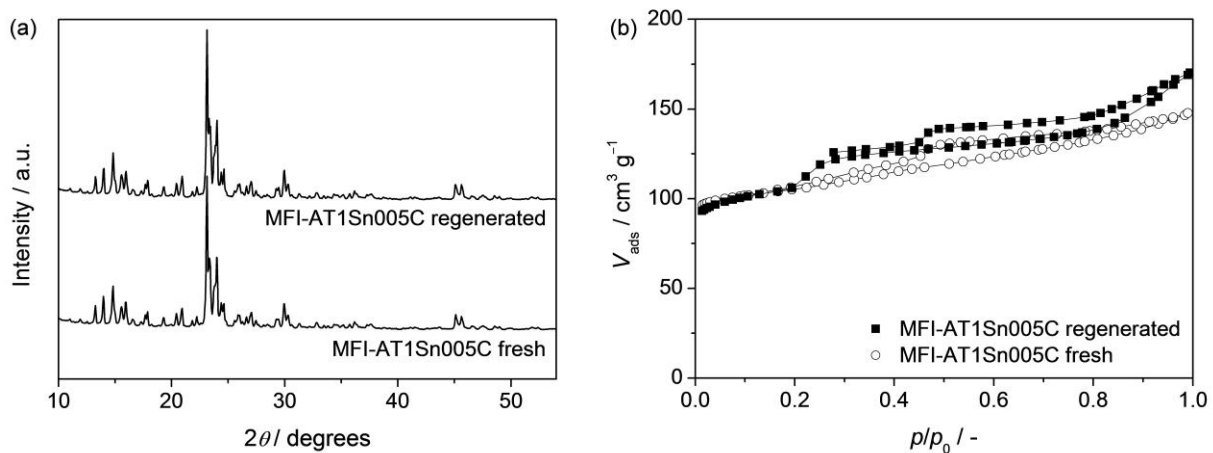 (a)
Intensity / a.u.
MFI-AT1Sn005C regenerated
MFI-AT1Sn005C fresh
10 20 30 40 50
2θ / degrees
(b)
200
150
100
50
0
V_ads / cm³ g⁻¹
MFI-AT1Sn005C regenerated
MFI-AT1Sn005C fresh
0.0 0.2 0.4 0.6 0.8 1.0
p/p₀ / -